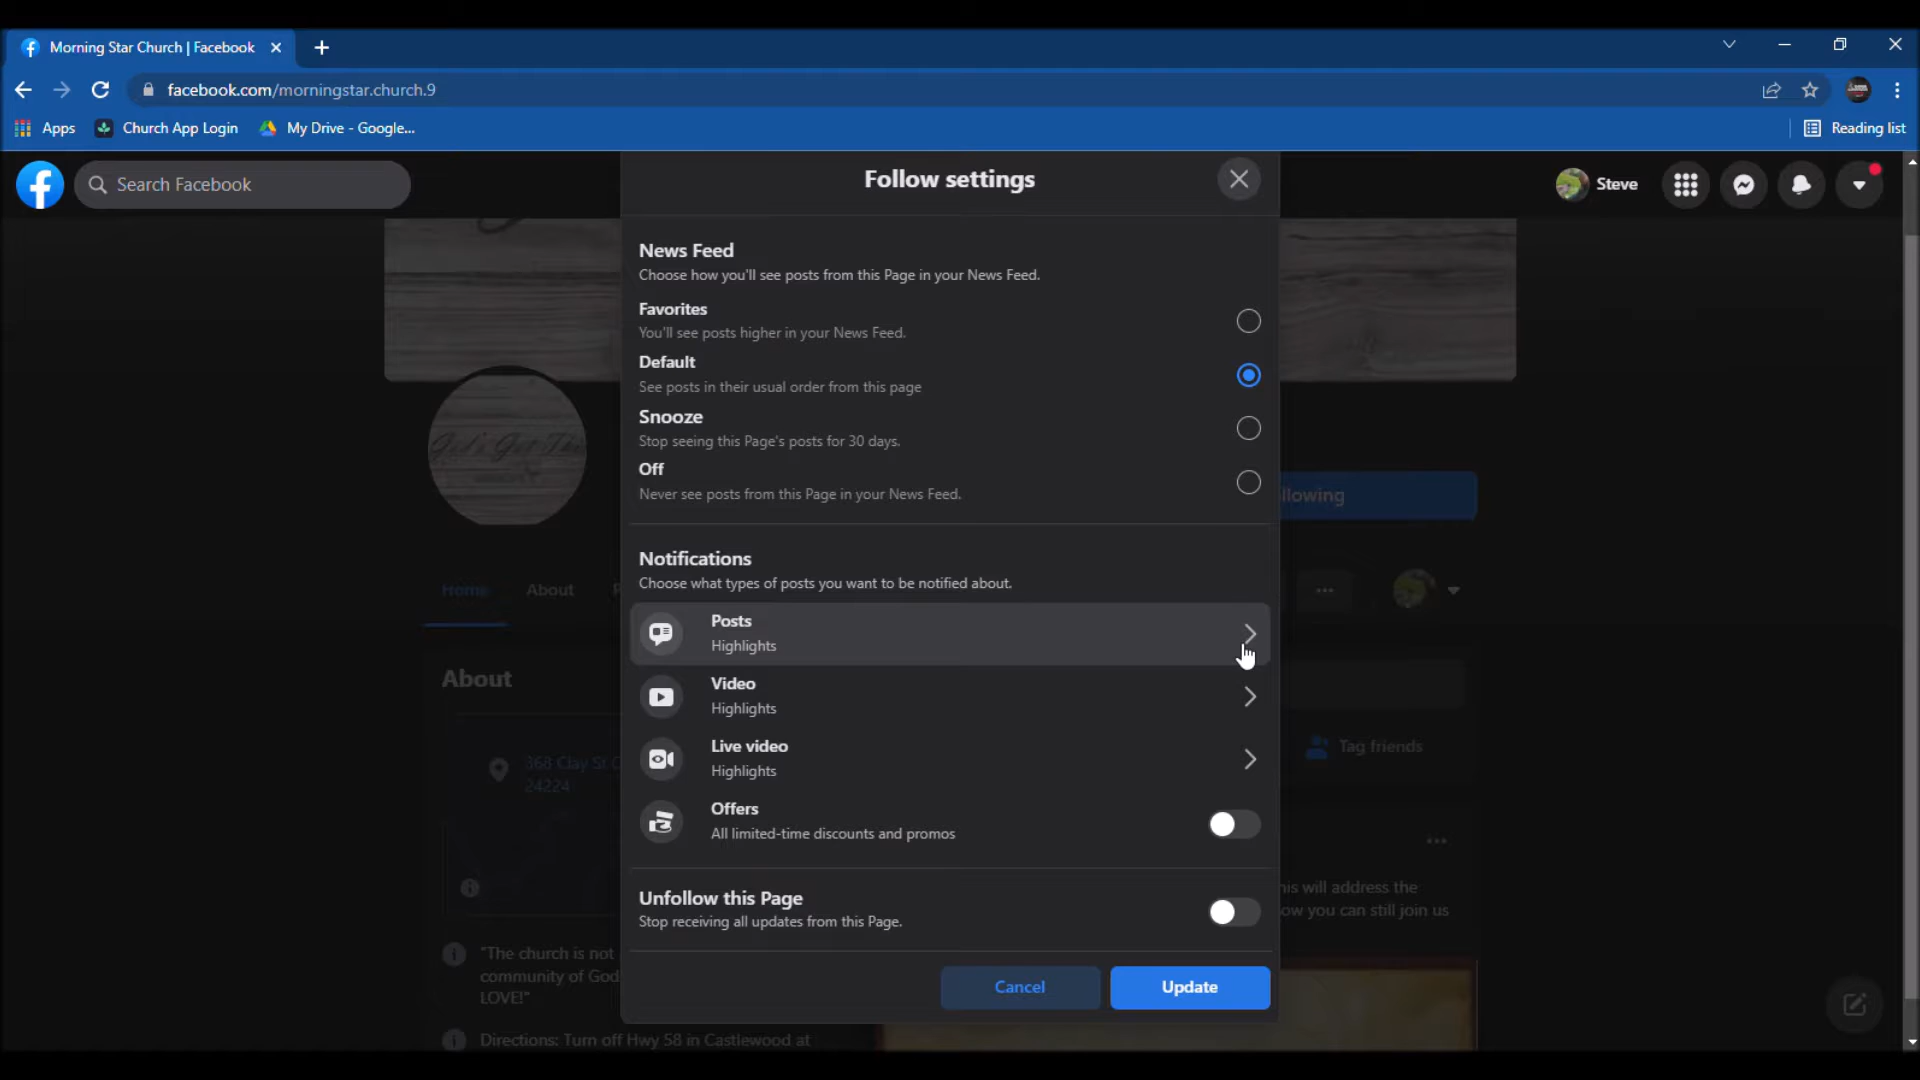 Morning Star Church | Facebook
facebook.com/morningstar.church.9
Apps
Church App Login
My Drive - Google...
Reading list
Search Facebook
Follow settings
Steve
News Feed
Choose how you'll see posts from this Page in your News Feed.
Favorites
You'll see posts higher in your News Feed.
Default
See posts in their usual order from this page
Snooze
Stop seeing this Page's posts for 30 days.
Off
Never see posts from this Page in your News Feed.
llowing
Notifications
Choose what types of posts you want to be notified about.
Home
About
Posts
Highlights
Video
Highlights
Live video
Highlights
Offers
All limited-time discounts and promos
Unfollow this Page
Stop receiving all updates from this Page.
Cancel
Update
About
368 Clay St C
24224
"The church is not
community of God
LOVE!"
Directions: Turn off Hwy 58 in Castlewood at
Tag friends
his will address the
ow you can still join us